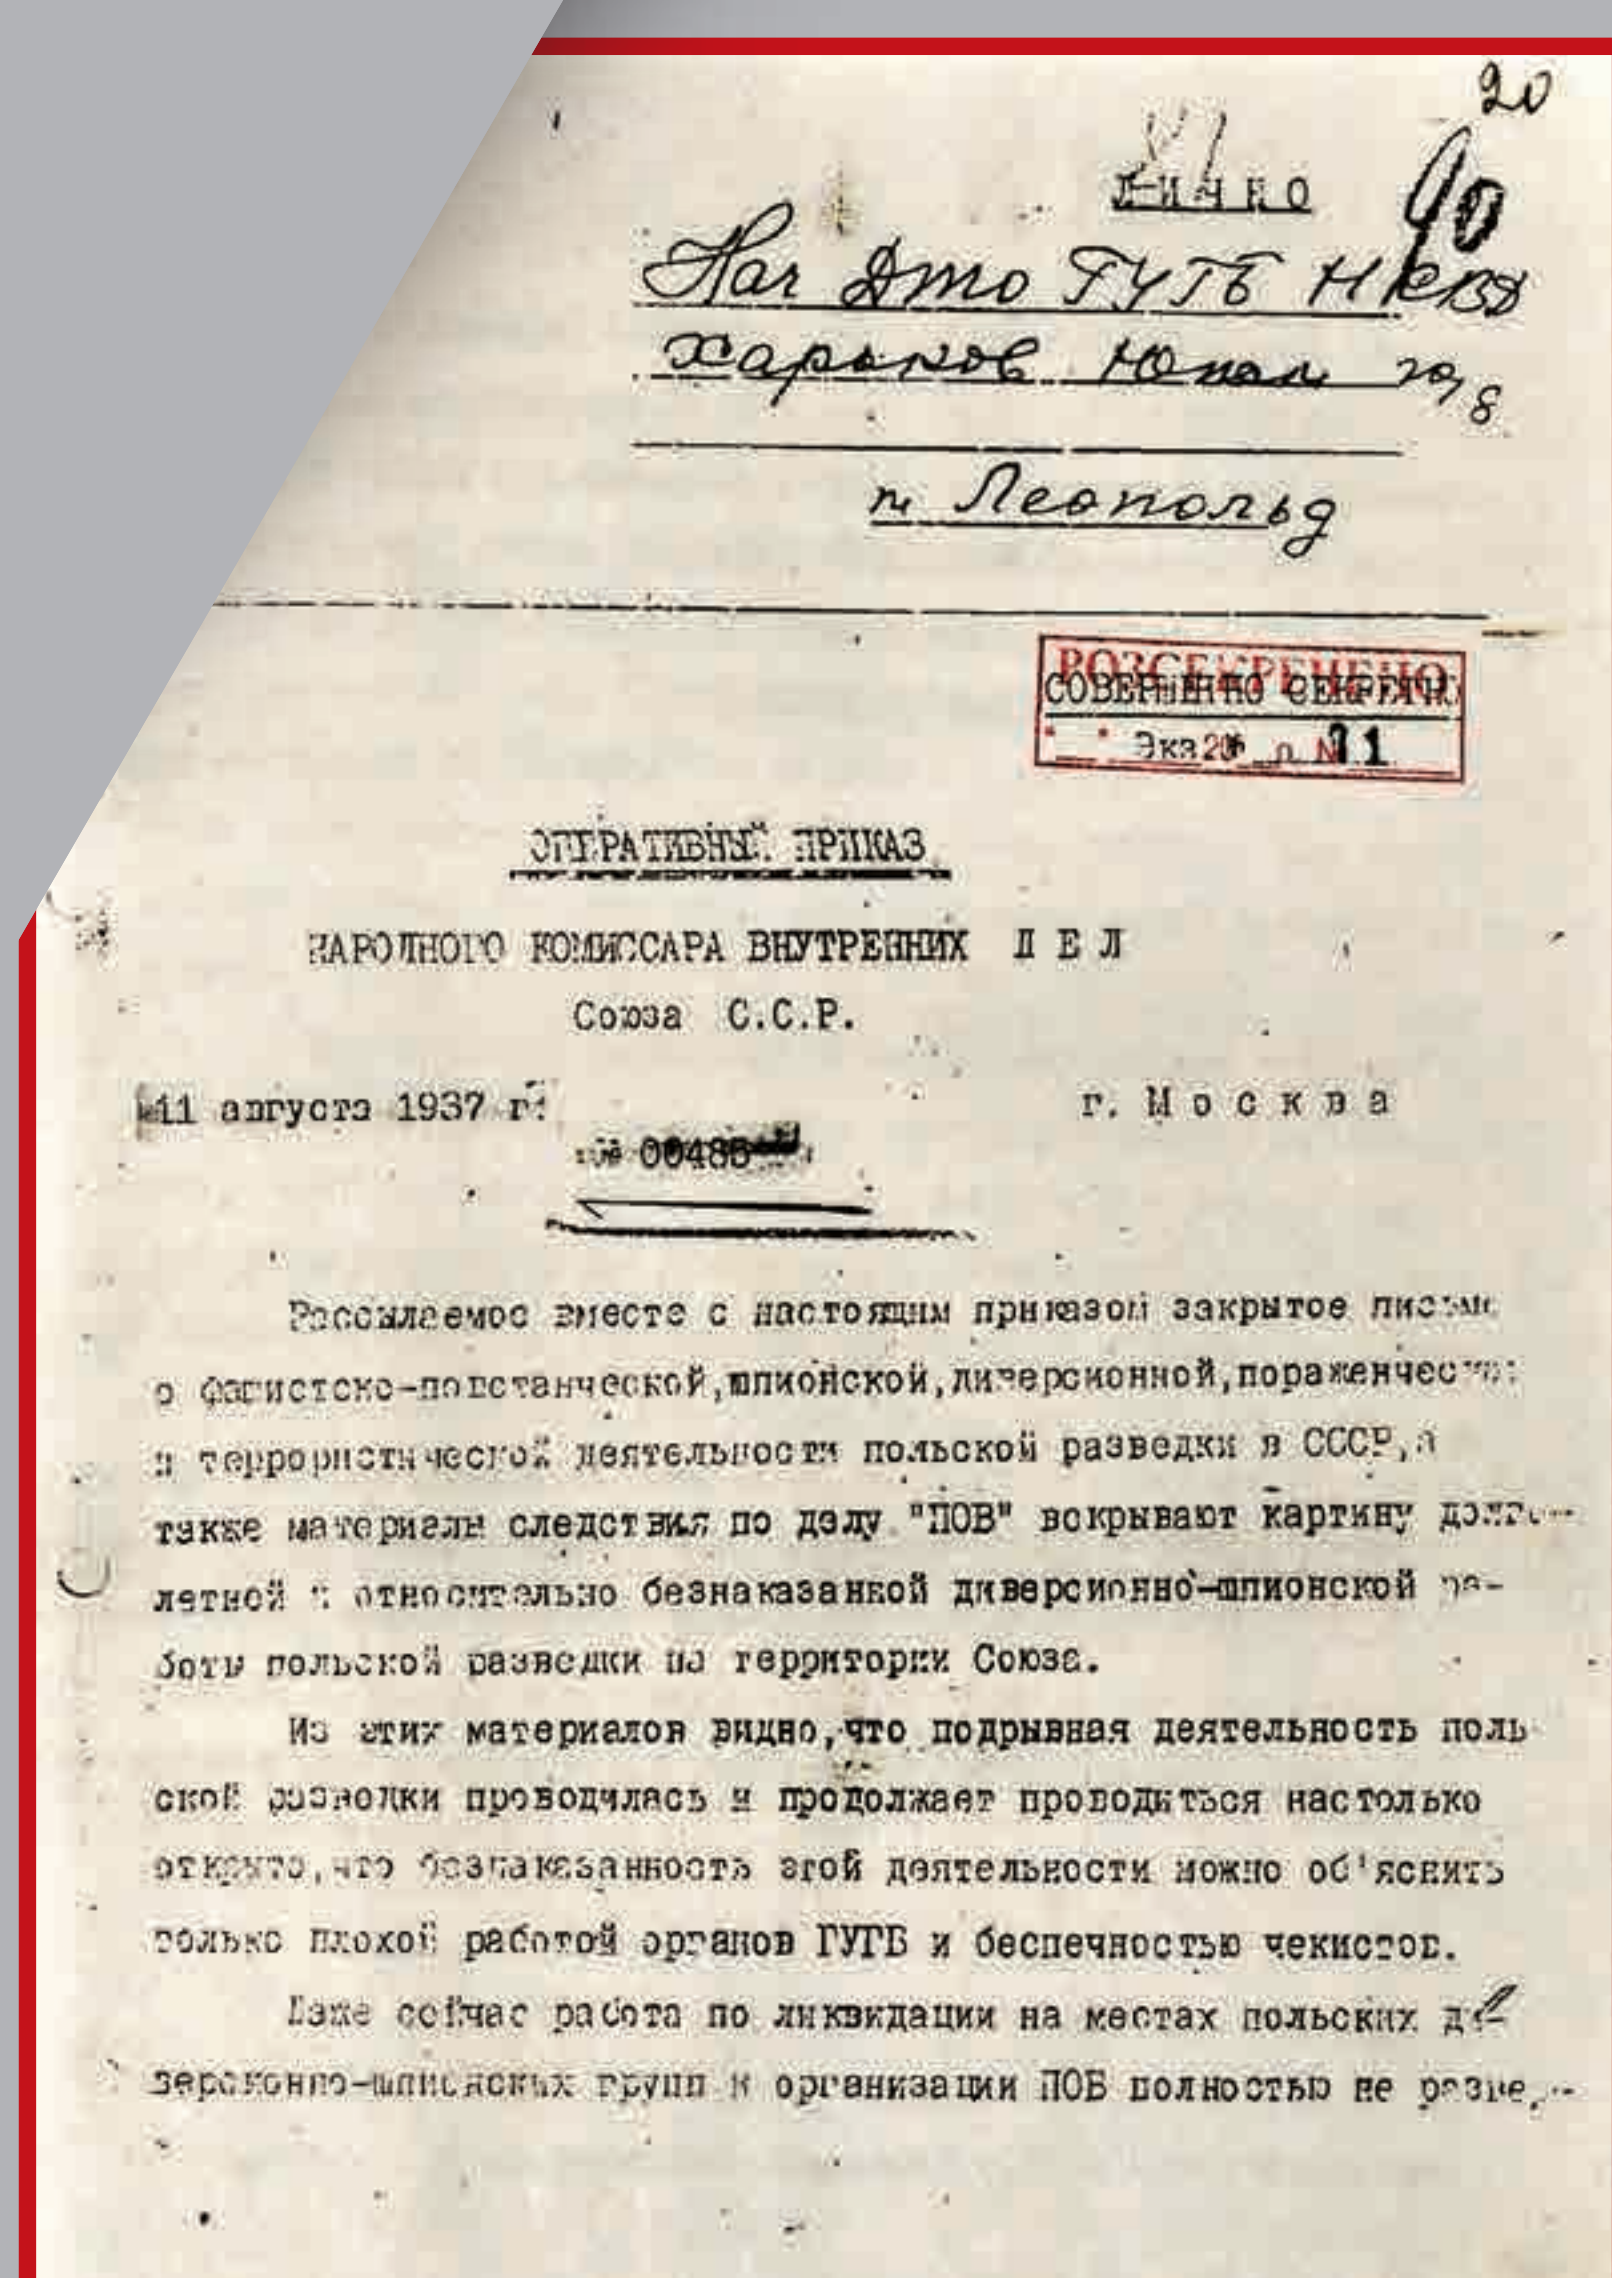 20
ЛИЧНО
90
Нач ДТО ГУГБ НКВД
Харьков Южн
т Леопольд
РОЗСЕКРЕЧЕНО
СОВЕРШЕННО СЕКРЕТНО
Экз
ОПЕРАТИВНЫЙ ПРИКАЗ
НАРОДНОГО КОМИССАРА ВНУТРЕННИХ ДЕЛ
Союза С.С.Р.
11 августа 1937 г.
г. Москва
№ 00485
Рассылаемое вместе с настоящим приказом закрытое письмо
о фашистско-повстанческой,шпионской,диверсионной,пораженческой
и террористической деятельности польской разведки в СССР,а
также материалы следствия по делу "ПОВ" вскрывают картину долго-
летной и относительно безнаказанной диверсионно-шпионской ра-
боты польской разведки на территории Союза.
Из этих материалов видно,что подрывная деятельность поль
ской разведки проводилась и продолжает проводиться настолько
открыто,что безнаказанность этой деятельности можно об'яснить
только плохой работой органов ГУГБ и беспечностью чекистов.
Даже сейчас работа по ликвидации на местах польских ди-
версионно-шпионских групп и организации ПОВ полностью не развер-